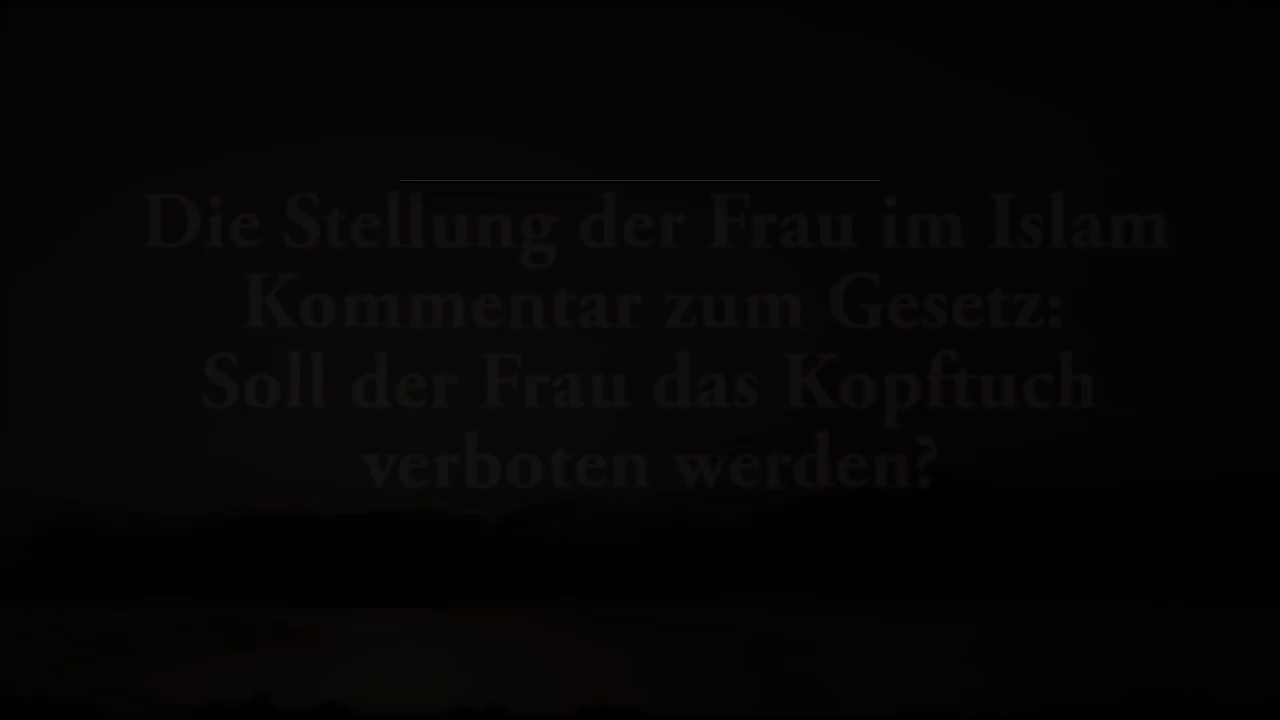 Die Stellung der Frau im Islam
Kommentar zum Gesetz:
Soll der Frau das Kopftuch
verboten werden?